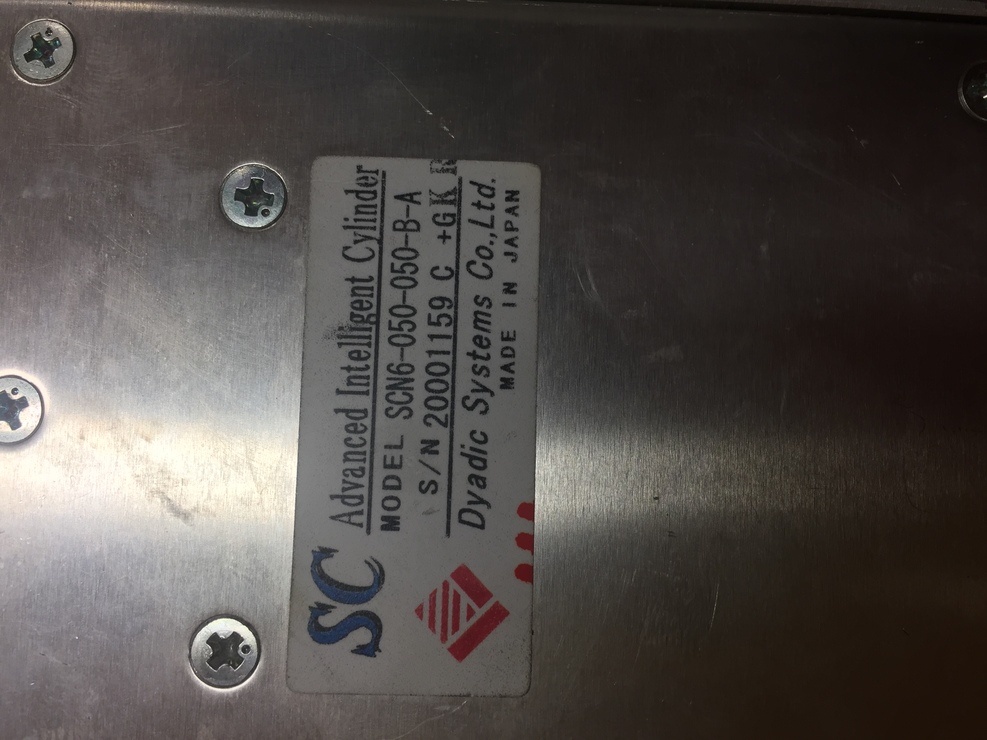 SC
Advanced Intelligent Cylinder
MODEL SCN6-050-050-B-A
S/N 20001159 C +GK R
Dyadic Systems Co.,Ltd.
MADE IN JAPAN